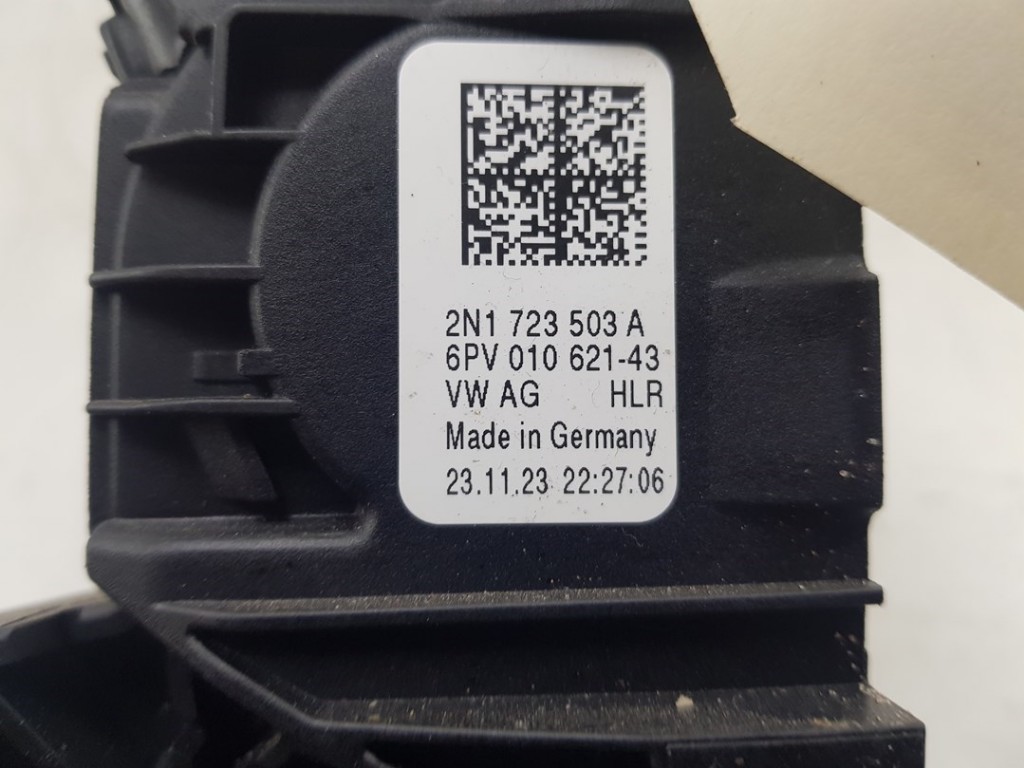 2N1 723 503 A
6PV 010 621-43
VW AG HLR
Made in Germany
23.11.23 22:27:06